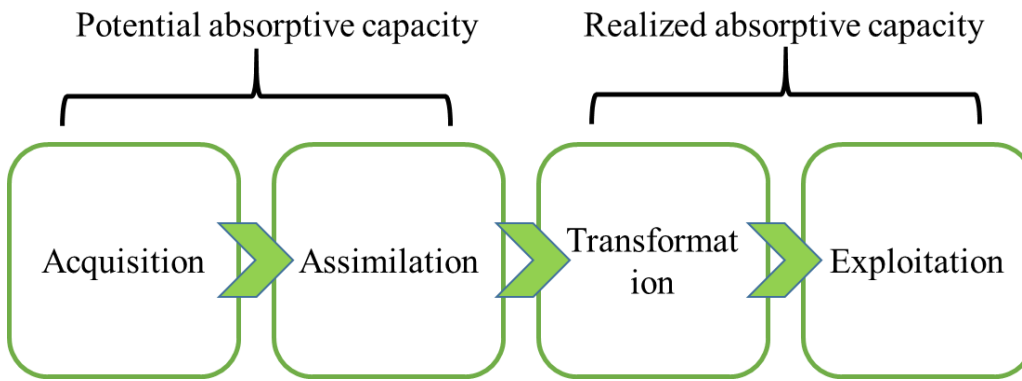 Potential absorptive capacity
Realized absorptive capacity
Acquisition
Assimilation
Transformat
ion
Exploitation